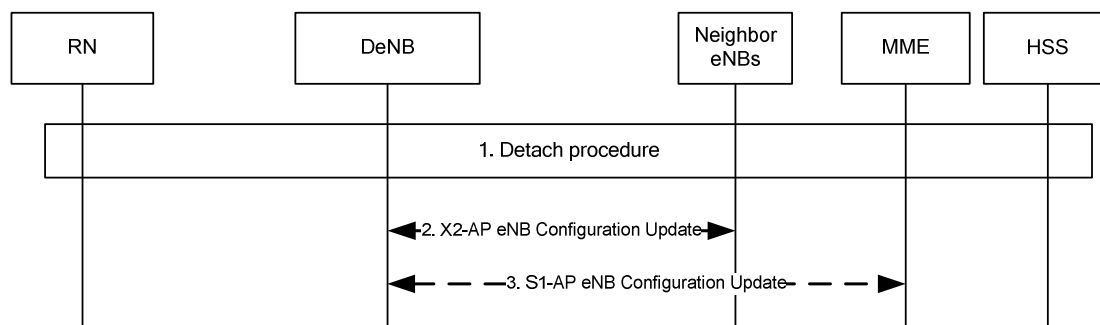 RN
DeNB
Neighbor
eNBs
MME
HSS
1. Detach procedure
2. X2-AP eNB Configuration Update
3. S1-AP eNB Configuration Update